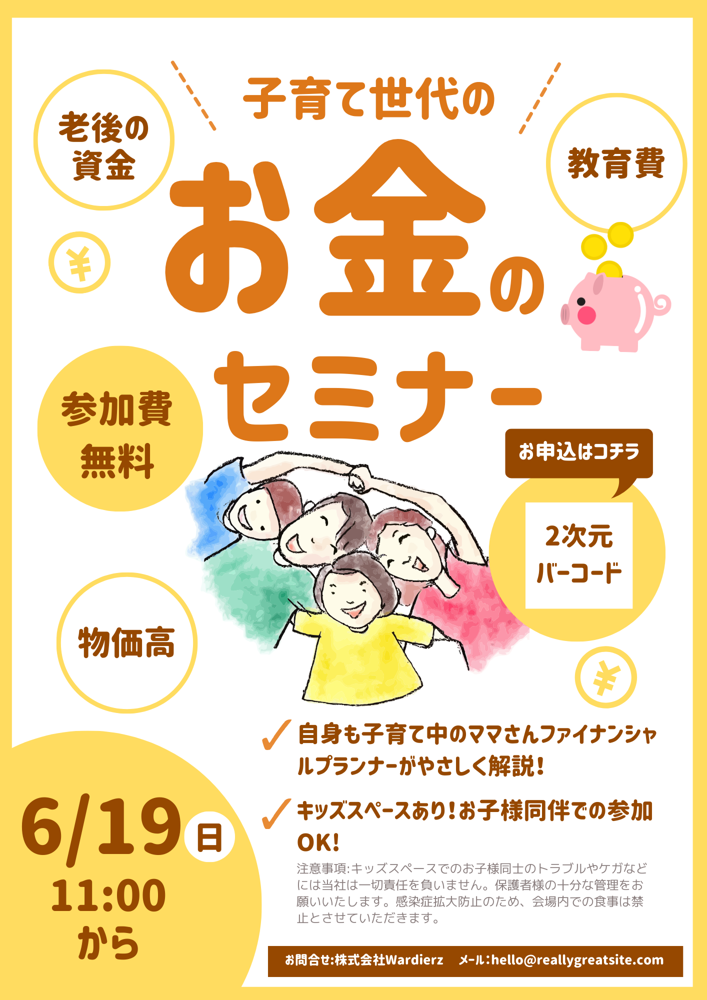 子育て世代の
老後の
資金
お金の
教育費
¥
セミナー
参加費
無料
お申込はコチラ
2次元
バーコード
物価高
¥
自身も子育て中のママさんファイナンシャ
ルプランナーがやさしく解説!
キッズスペースあり!お子様同伴での参加
OK!
注意事項:キッズスペースでのお子様同士のトラブルやケガなど
には当社は一切責任を負いません。保護者様の十分な管理をお
願いいたします。感染症拡大防止のため、会場内での食事は禁
止とさせていただきます。
6/19 日
11:00
から
お問合せ:株式会社Wardierz メール:hello@reallygreatsite.com